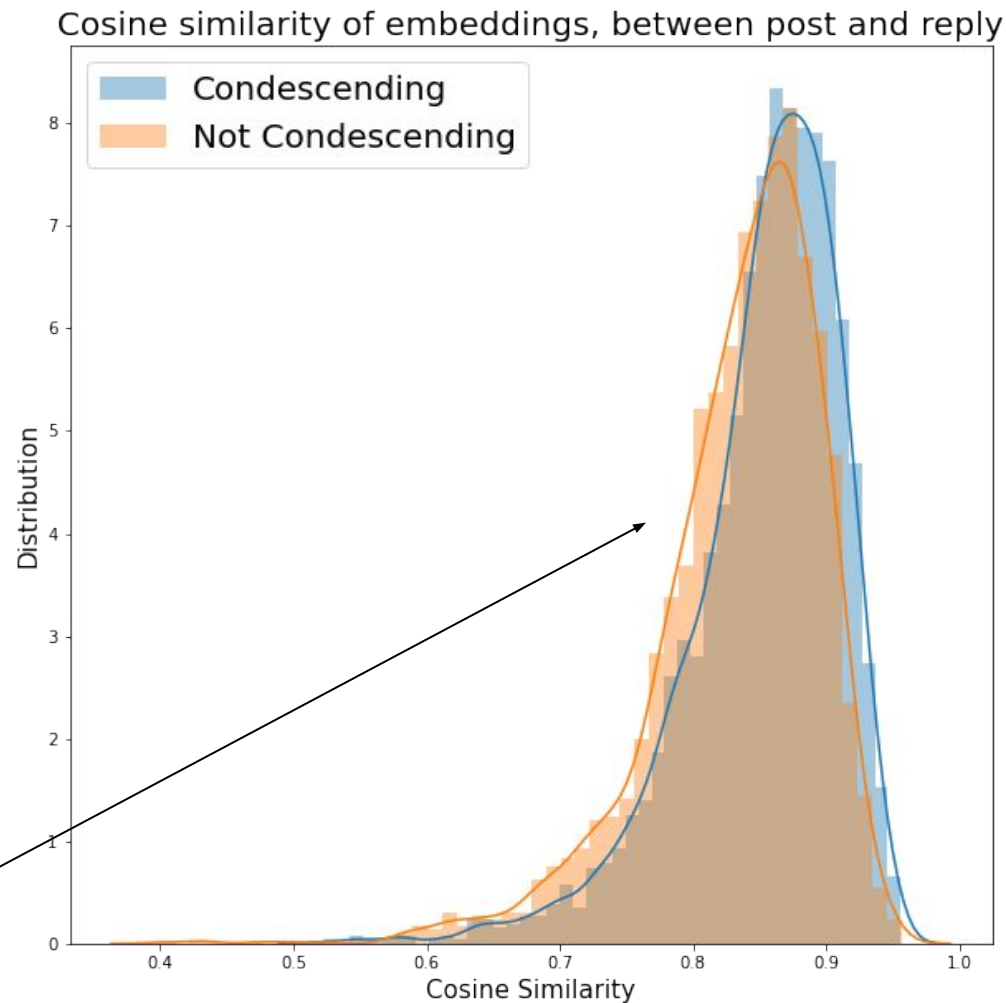 Cosine similarity of embeddings, between post and reply
Condescending
Not Condescending
8
7
6
5
4
3
2
1
0
Distribution
0.4 0.5 0.6 0.7 0.8 0.9 1.0
Cosine Similarity